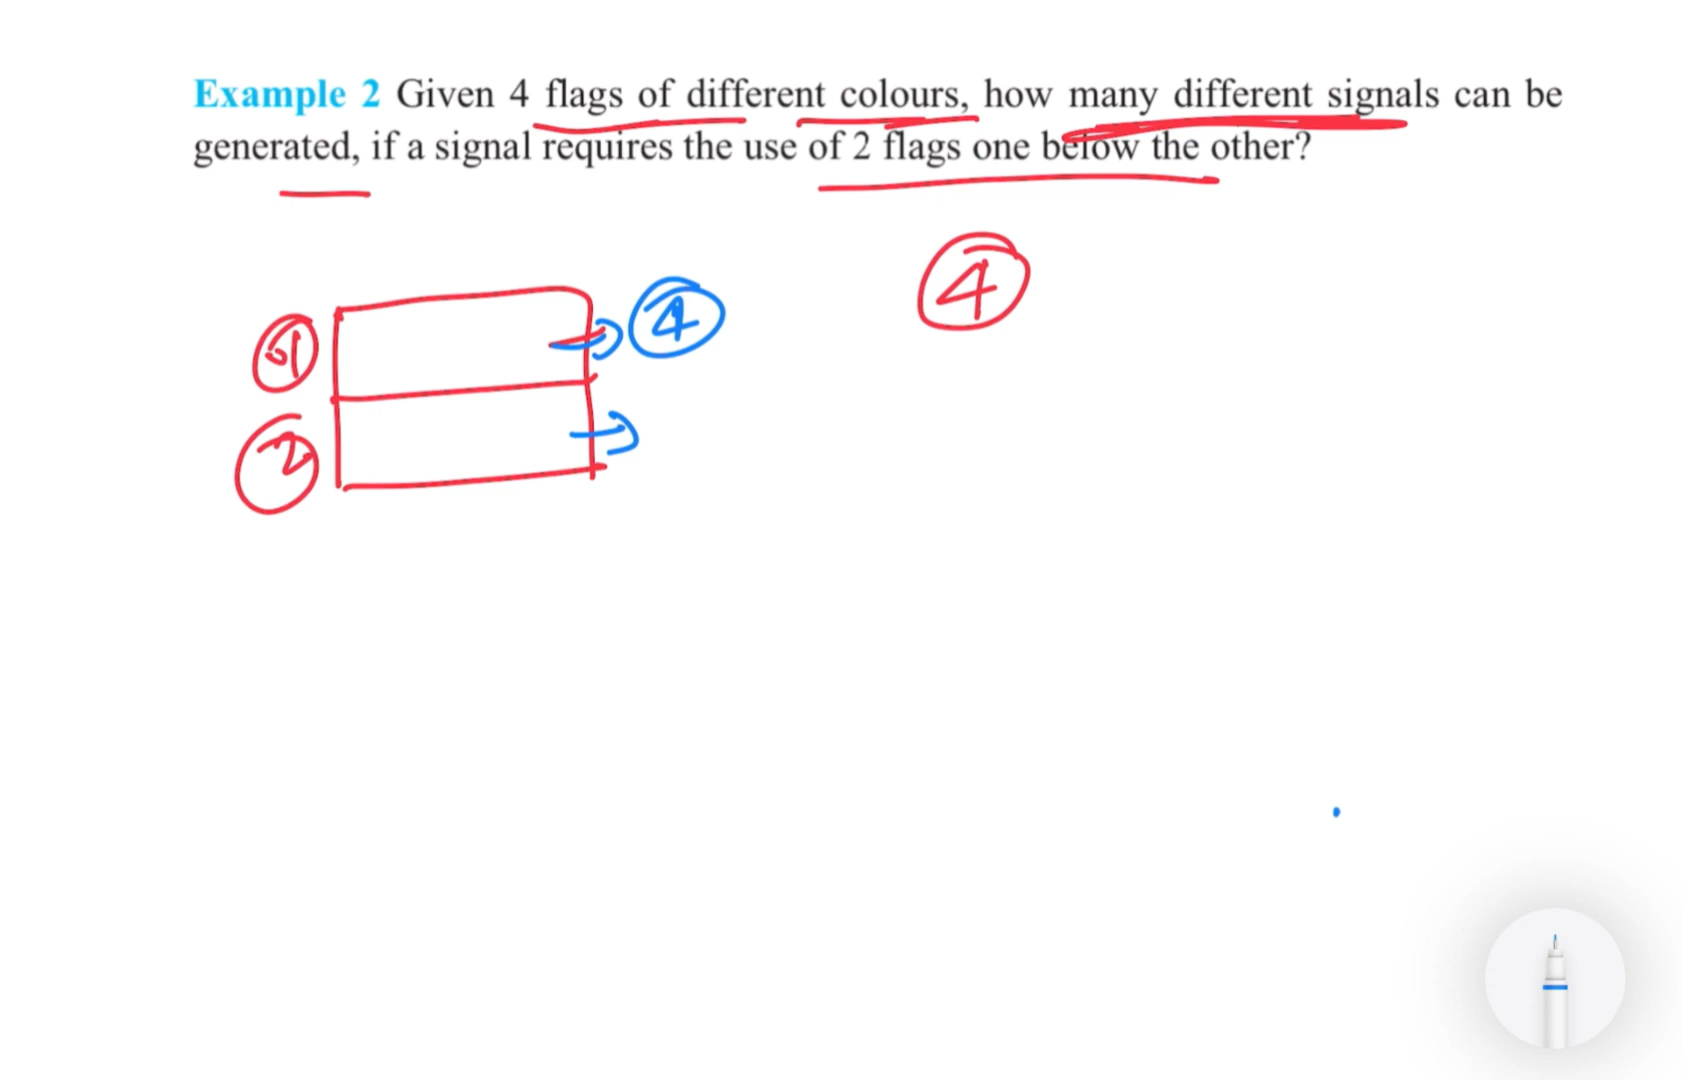 Example 2 Given 4 flags of different colours, how many different signals can be
generated, if a signal requires the use of 2 flags one below the other?
4
4
1
2